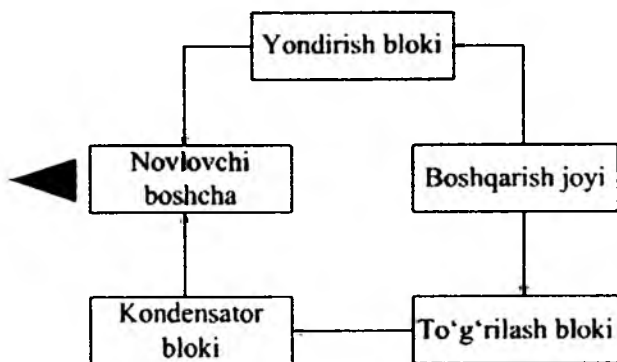 Yondirish bloki
Novlovchi
boshcha
Boshqarish joyi
Kondensator
bloki
To‘g‘rilash bloki